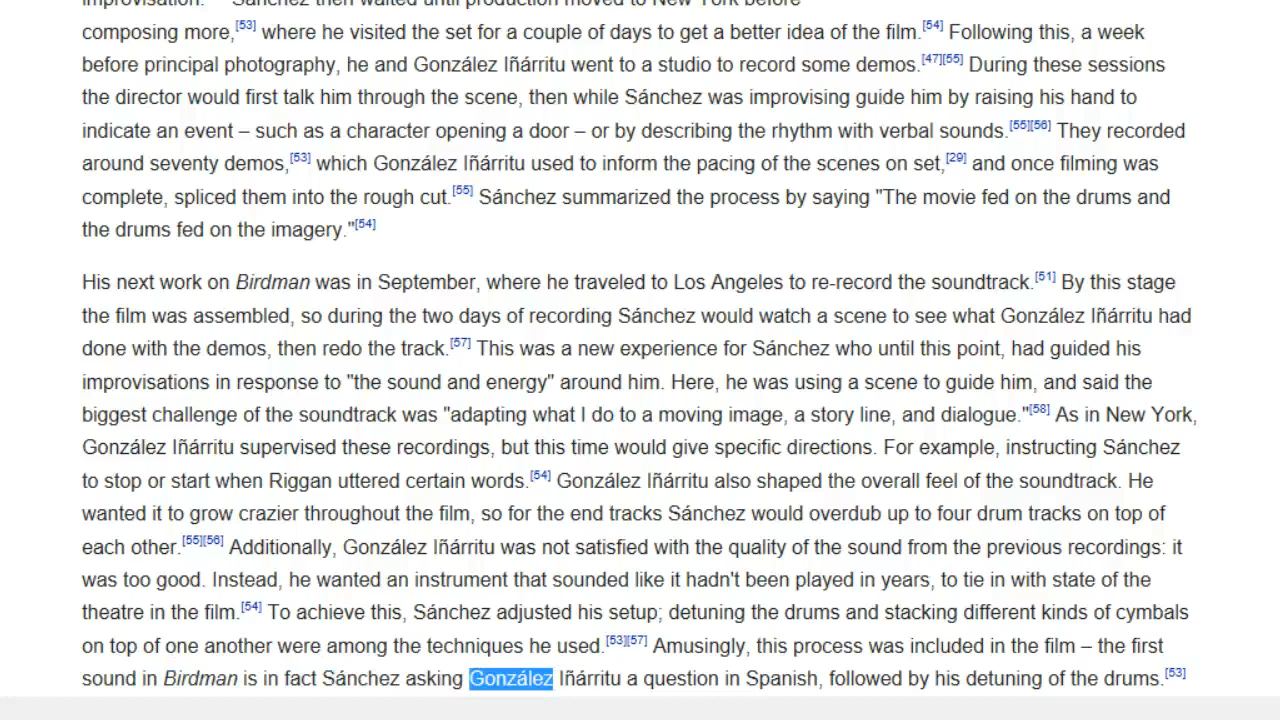 improvisation. Sánchez then waited until production moved to New York before
composing more,[53] where he visited the set for a couple of days to get a better idea of the film.[54] Following this, a week
before principal photography, he and González Iñárritu went to a studio to record some demos.[47][55] During these sessions
the director would first talk him through the scene, then while Sánchez was improvising guide him by raising his hand to
indicate an event – such as a character opening a door – or by describing the rhythm with verbal sounds.[55][56] They recorded
around seventy demos,[53] which González Iñárritu used to inform the pacing of the scenes on set,[29] and once filming was
complete, spliced them into the rough cut.[55] Sánchez summarized the process by saying "The movie fed on the drums and
the drums fed on the imagery."[54]
His next work on Birdman was in September, where he traveled to Los Angeles to re-record the soundtrack.[51] By this stage
the film was assembled, so during the two days of recording Sánchez would watch a scene to see what González Iñárritu had
done with the demos, then redo the track.[57] This was a new experience for Sánchez who until this point, had guided his
improvisations in response to "the sound and energy" around him. Here, he was using a scene to guide him, and said the
biggest challenge of the soundtrack was "adapting what I do to a moving image, a story line, and dialogue."[58] As in New York,
González Iñárritu supervised these recordings, but this time would give specific directions. For example, instructing Sánchez
to stop or start when Riggan uttered certain words.[54] González Iñárritu also shaped the overall feel of the soundtrack. He
wanted it to grow crazier throughout the film, so for the end tracks Sánchez would overdub up to four drum tracks on top of
each other.[55][56] Additionally, González Iñárritu was not satisfied with the quality of the sound from the previous recordings: it
was too good. Instead, he wanted an instrument that sounded like it hadn't been played in years, to tie in with state of the
theatre in the film.[54] To achieve this, Sánchez adjusted his setup; detuning the drums and stacking different kinds of cymbals
on top of one another were among the techniques he used.[53][57] Amusingly, this process was included in the film – the first
sound in Birdman is in fact Sánchez asking González Iñárritu a question in Spanish, followed by his detuning of the drums.[53]